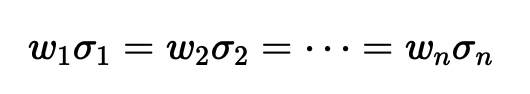 w₁σ₁ = w₂σ₂ = ⋯ = wₙσₙ